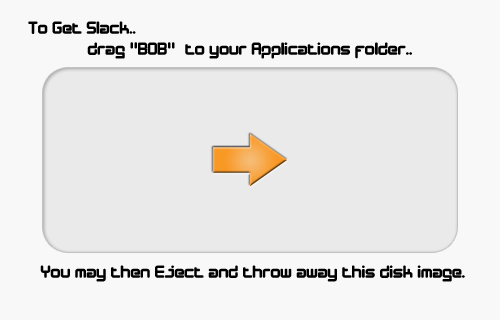 To Get Slack..
drag "BOB" to your Applications folder..
You may then Eject and throw away this disk image.